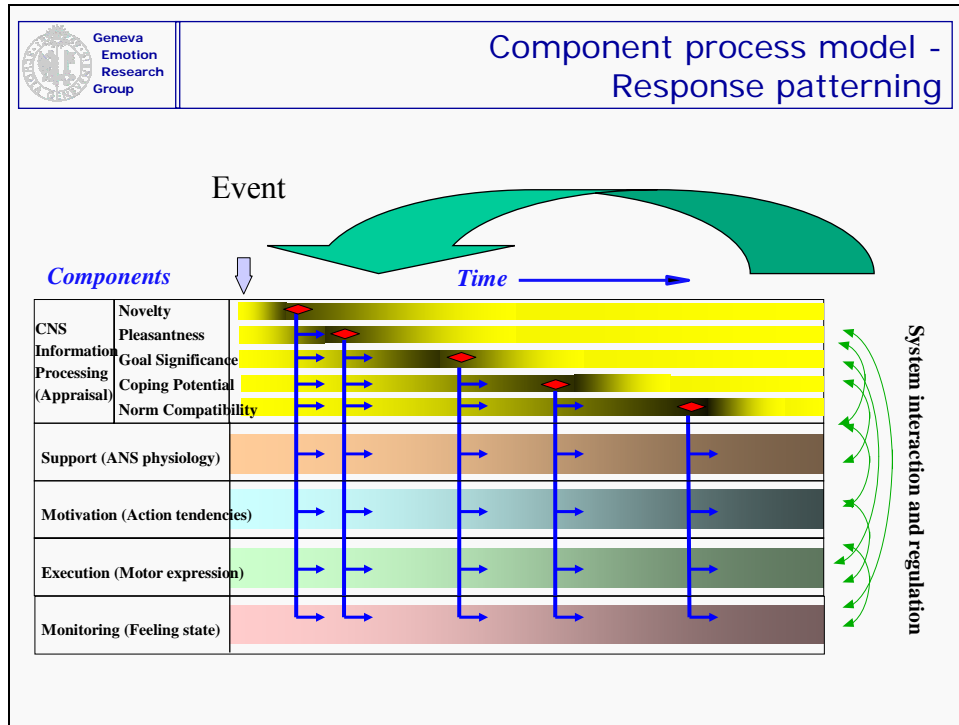 Geneva
Emotion
Research
Group
Component process model -
Response patterning
Event
Components
Time
CNS
Information
Processing
(Appraisal)
Novelty
Pleasantness
Goal Significance
Coping Potential
Norm Compatibility
Support (ANS physiology)
Motivation (Action tendencies)
Execution (Motor expression)
Monitoring (Feeling state)
System interaction and regulation